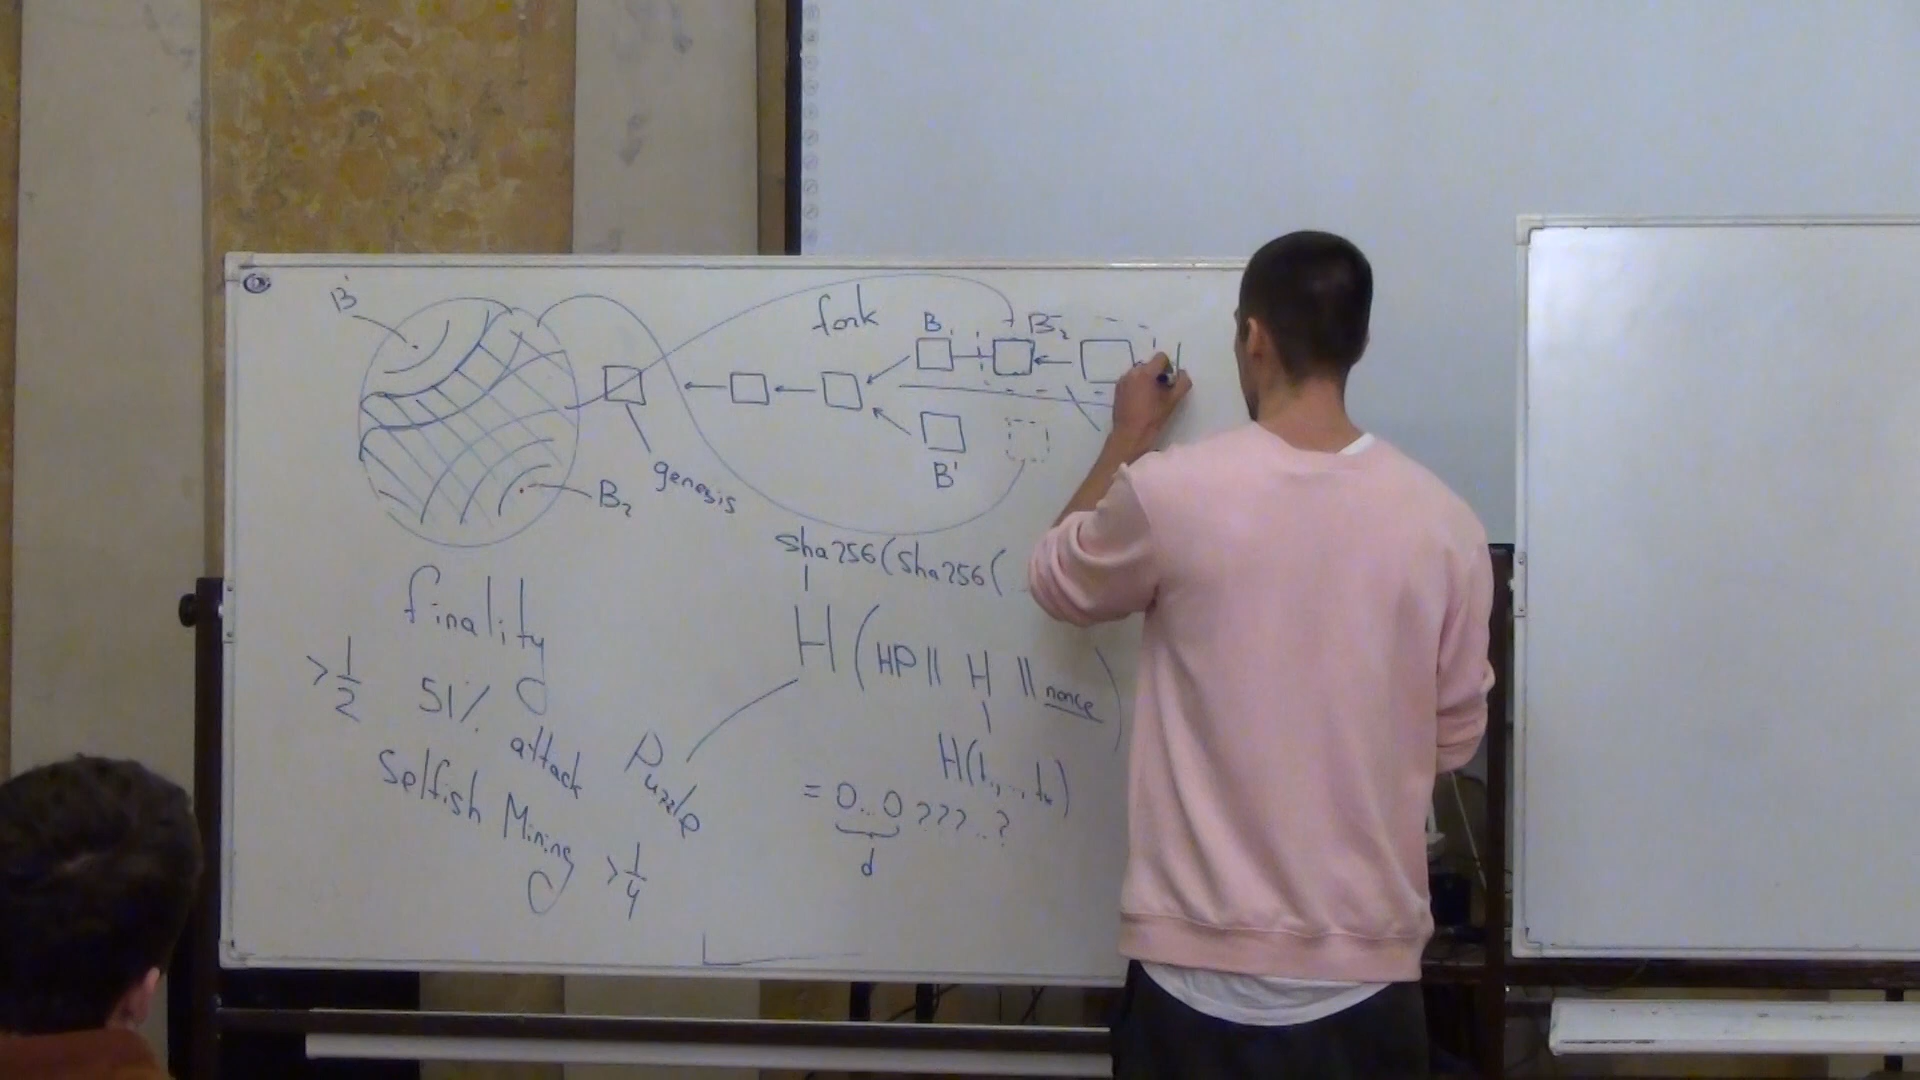 B
fork
B,
B2
B2
genesis
B'
sha256(sha256(
finality
H(HP || H || nonce)
> 1/2
51%
attack
Puzzle
H(t1, .., tn)
Selfish Mining > 1/4
= 0...0 ???..?
d